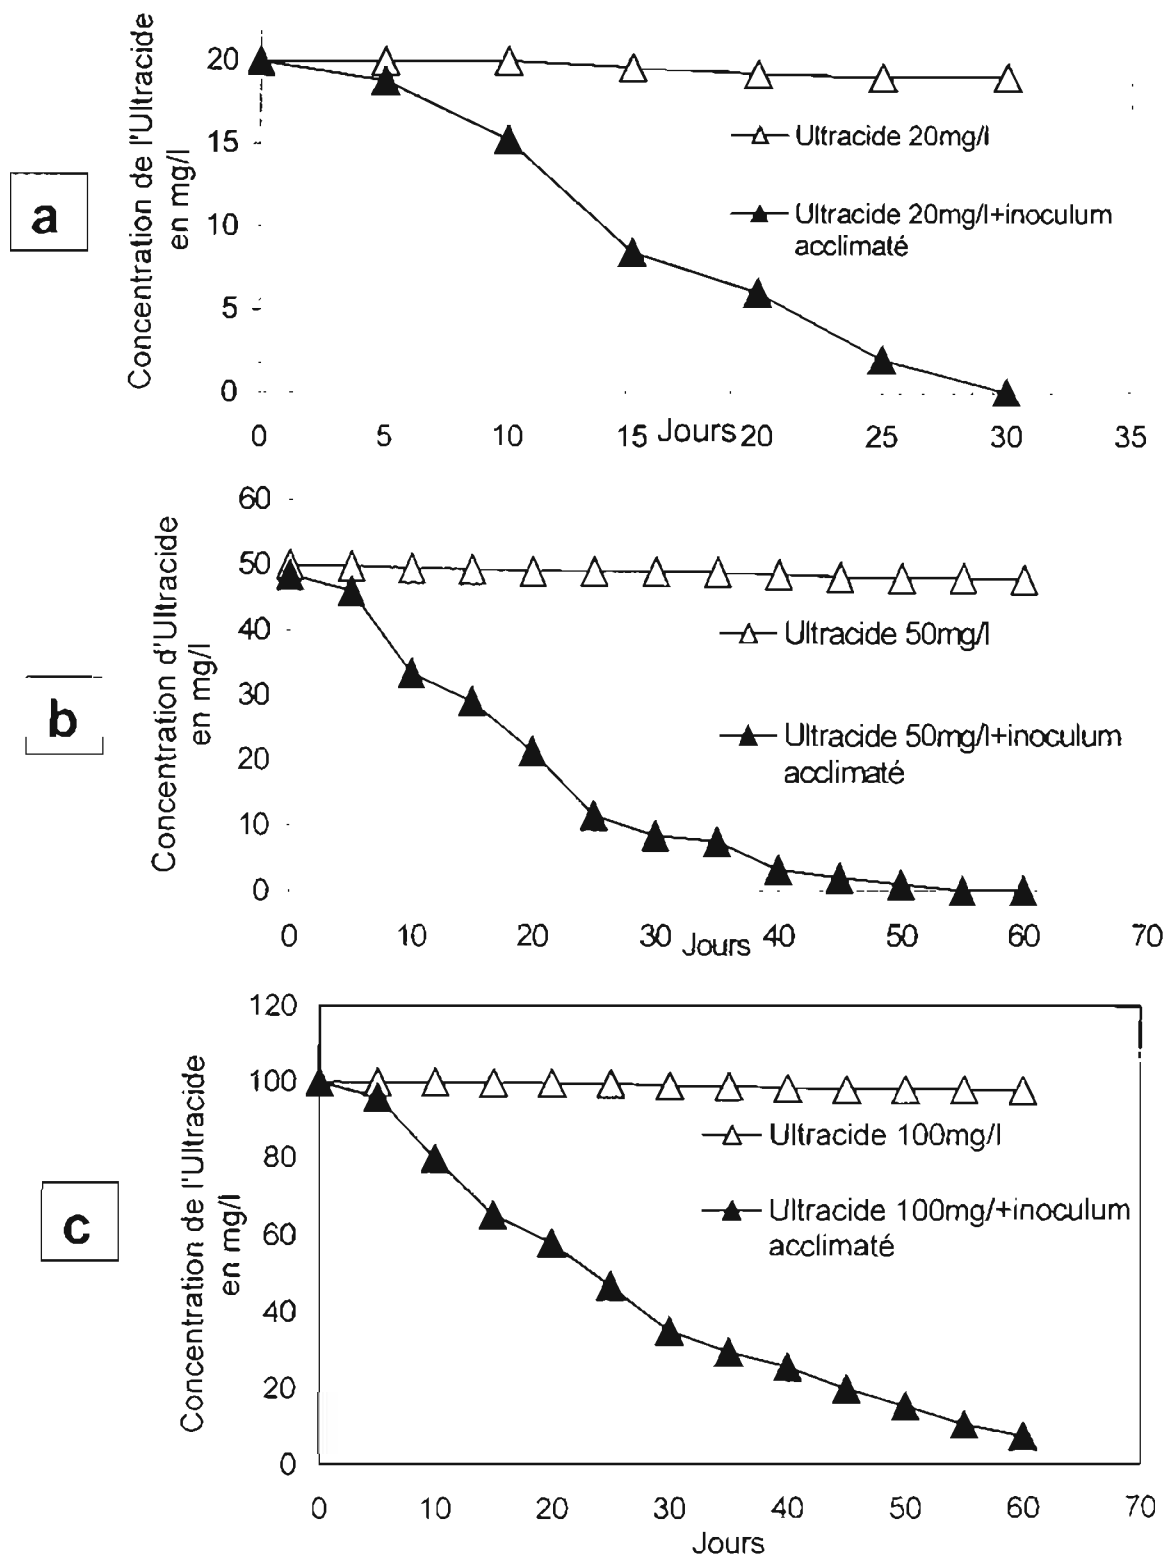 Concentration de l'Ultracide
en mg/l
a
20
15
10
5
0
Ultracide 20mg/l
Ultracide 20mg/l+inoculum
acclimaté
0 5 10 15 Jours 20 25 30 35
Concentration d'Ultracide
en mg/l
b
60
50
40
30
20
10
0
Ultracide 50mg/l
Ultracide 50mg/l+inoculum
acclimaté
0 10 20 30 Jours 40 50 60 70
Concentration de l'Ultracide
en mg/l
c
120
100
80
60
40
20
0
Ultracide 100mg/l
Ultracide 100mg/+inoculum
acclimaté
0 10 20 30 40 50 60 70
Jours